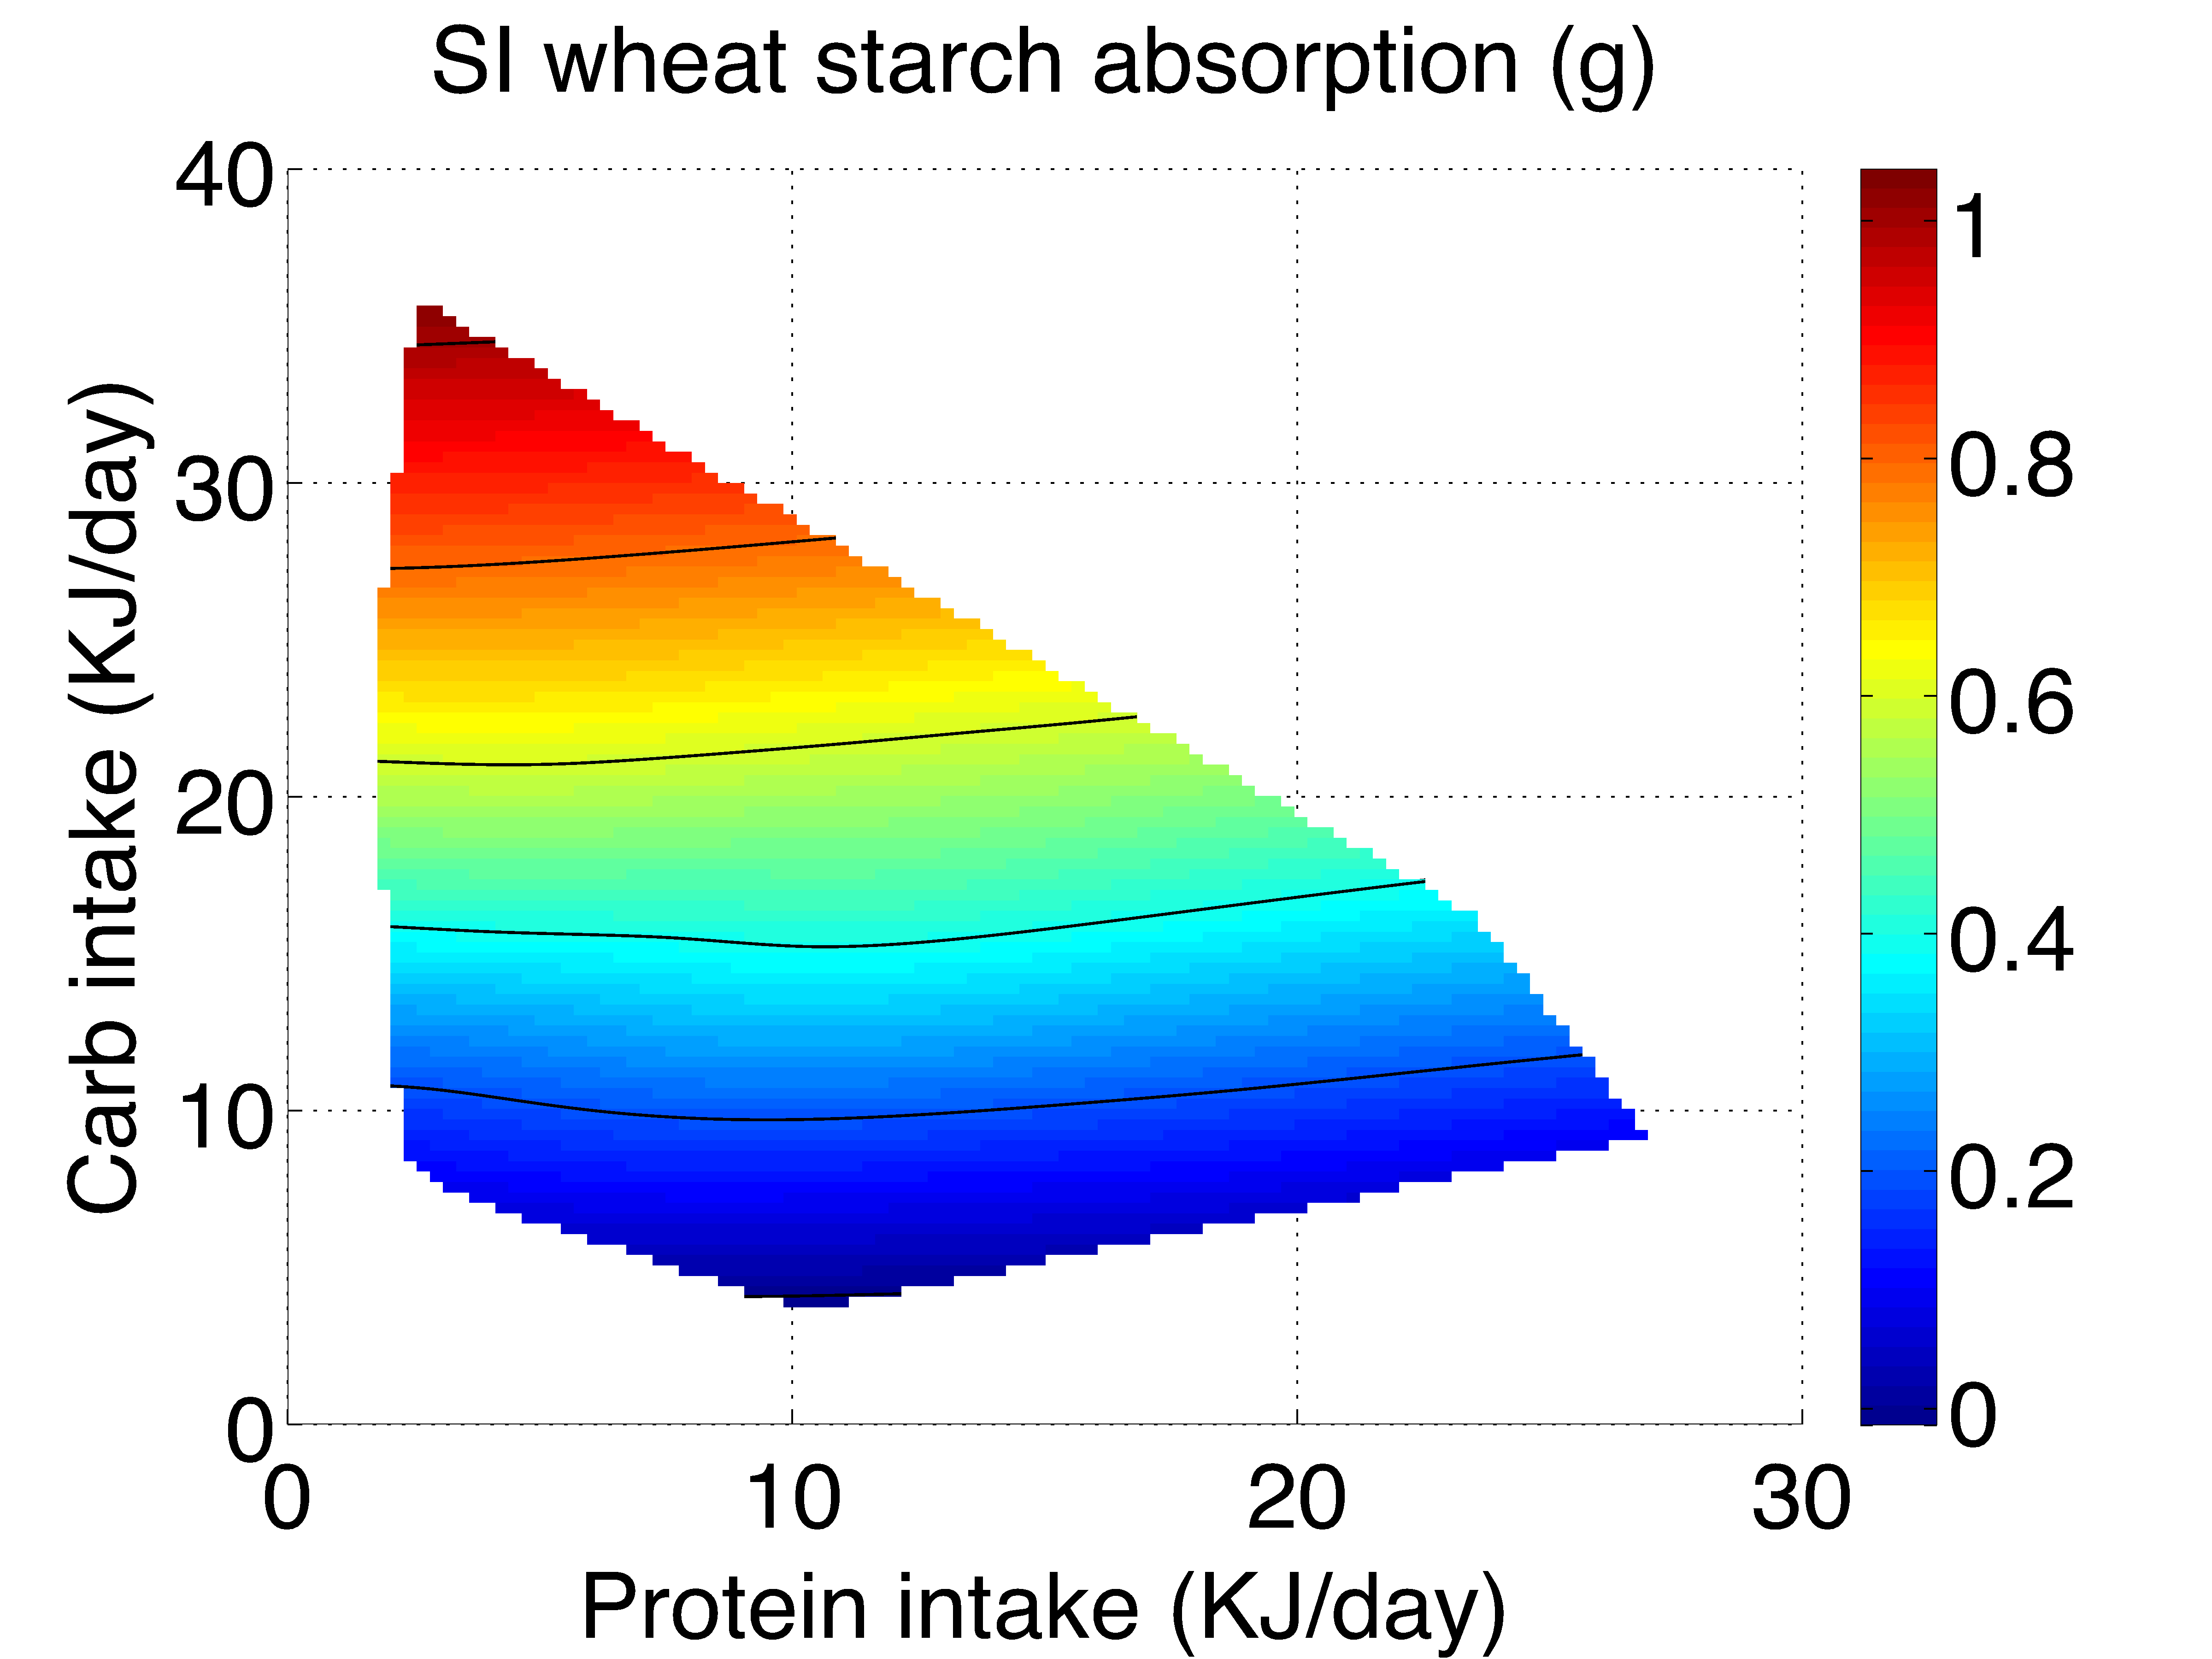 SI wheat starch absorption (g)
40
30
20
10
0
Carb intake (KJ/day)
0 10 20 30
Protein intake (KJ/day)
1
0.8
0.6
0.4
0.2
0